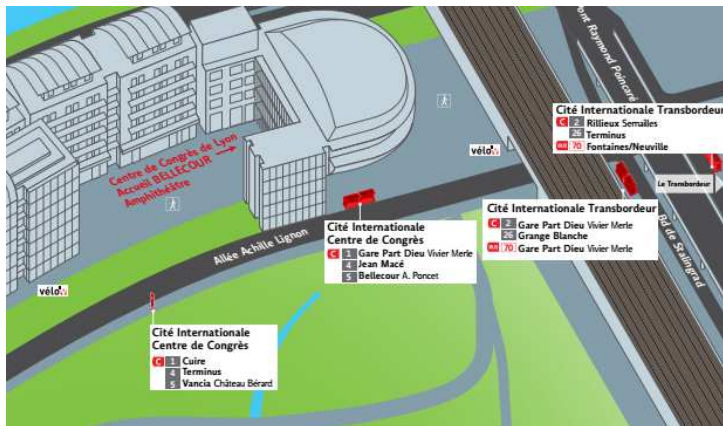 Pont Raymond Poincaré
Cité Internationale Transbordeur
C 2 Rillieux Semailles
26 Terminus
70 Fontaines/Neuville
Le Transbordeur
Bd de Stalingrad
vélo'v
Centre de Congrès de Lyon
Accueil BELLECOUR
Amphithéâtre
Cité Internationale Transbordeur
C 2 Gare Part Dieu Vivier Merle
26 Grange Blanche
70 Gare Part Dieu Vivier Merle
Cité Internationale
Centre de Congrès
C 1 Gare Part Dieu Vivier Merle
4 Jean Macé
5 Bellecour A. Poncet
Allée Achille Lignon
vélo'v
Cité Internationale
Centre de Congrès
C 1 Cuire
4 Terminus
5 Vancia Château Bérard